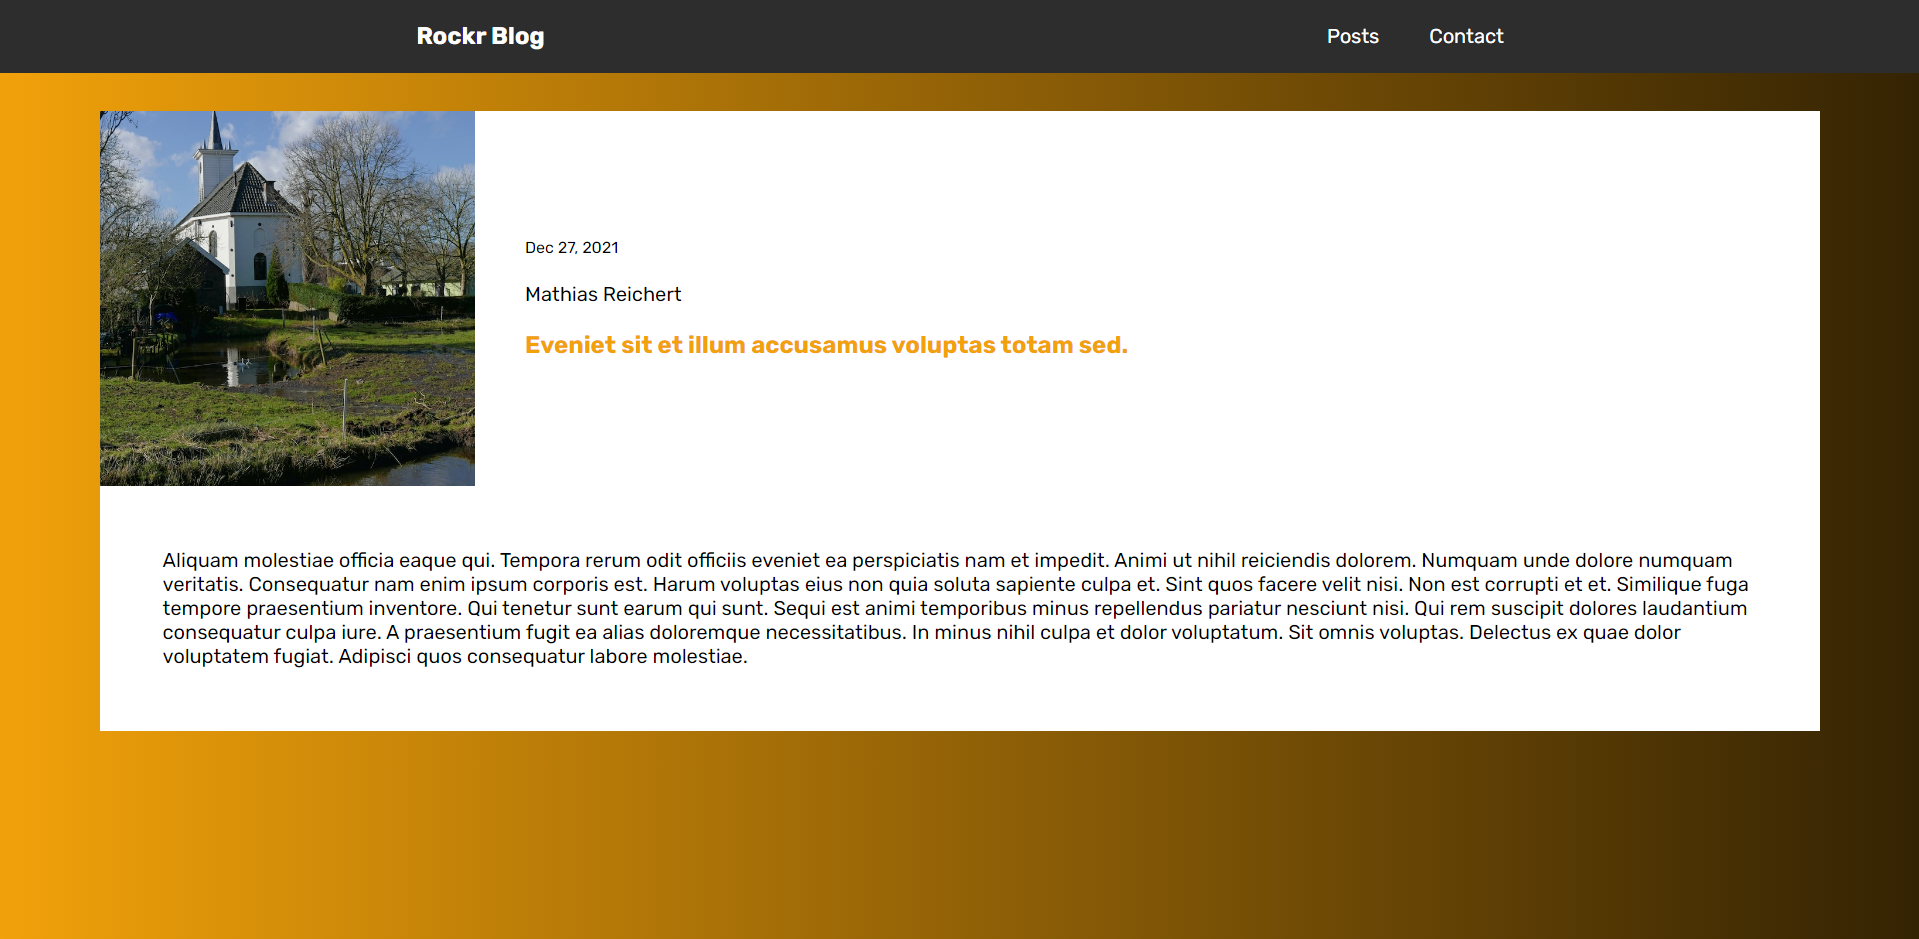 Rockr Blog
Posts
Contact
Dec 27, 2021
Mathias Reichert
Eveniet sit et illum accusamus voluptas totam sed.
Aliquam molestiae officia eaque qui. Tempora rerum odit officiis eveniet ea perspiciatis nam et impedit. Animi ut nihil reiciendis dolorem. Numquam unde dolore numquam
veritatis. Consequatur nam enim ipsum corporis est. Harum voluptas eius non quia soluta sapiente culpa et. Sint quos facere velit nisi. Non est corrupti et et. Similique fuga
tempore praesentium inventore. Qui tenetur sunt earum qui sunt. Sequi est animi temporibus minus repellendus pariatur nesciunt nisi. Qui rem suscipit dolores laudantium
consequatur culpa iure. A praesentium fugit ea alias doloremque necessitatibus. In minus nihil culpa et dolor voluptatum. Sit omnis voluptas. Delectus ex quae dolor
voluptatem fugiat. Adipisci quos consequatur labore molestiae.